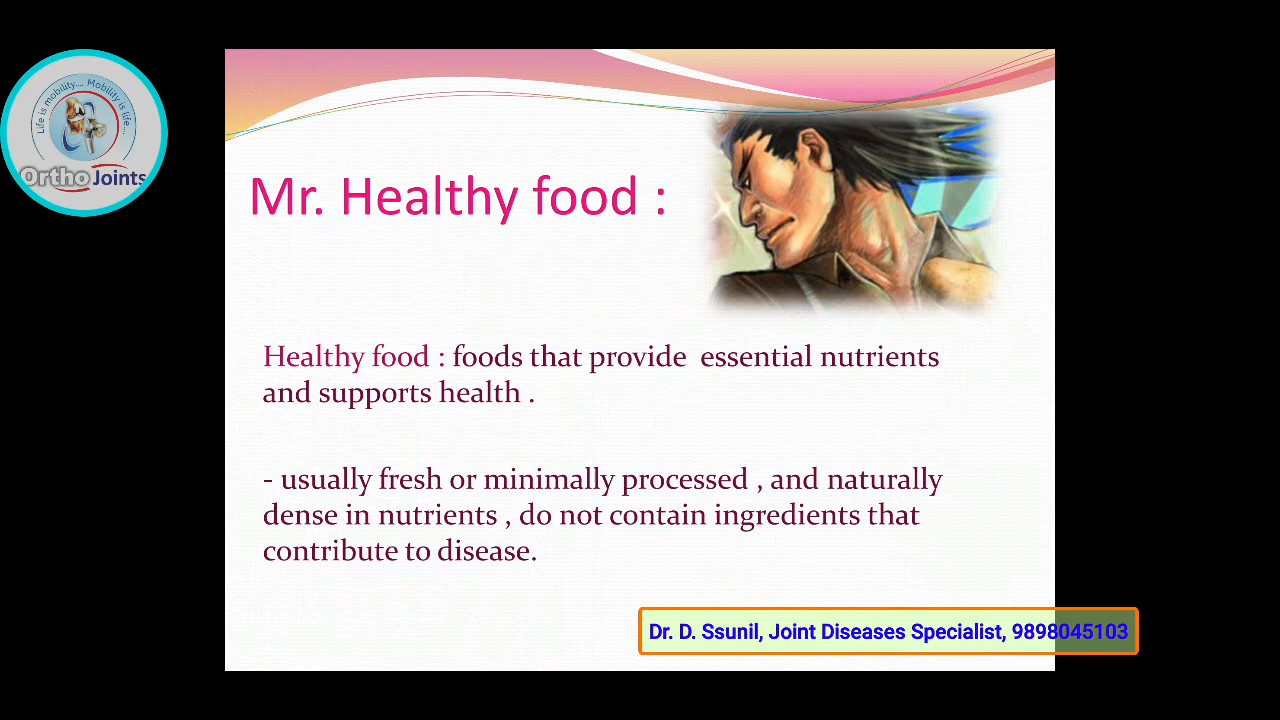 Life is mobility.... Mobility is life...
Ortho Joints
Mr. Healthy food :
Healthy food : foods that provide essential nutrients
and supports health .
- usually fresh or minimally processed , and naturally
dense in nutrients , do not contain ingredients that
contribute to disease.
Dr. D. Ssunil, Joint Diseases Specialist, 9898045103